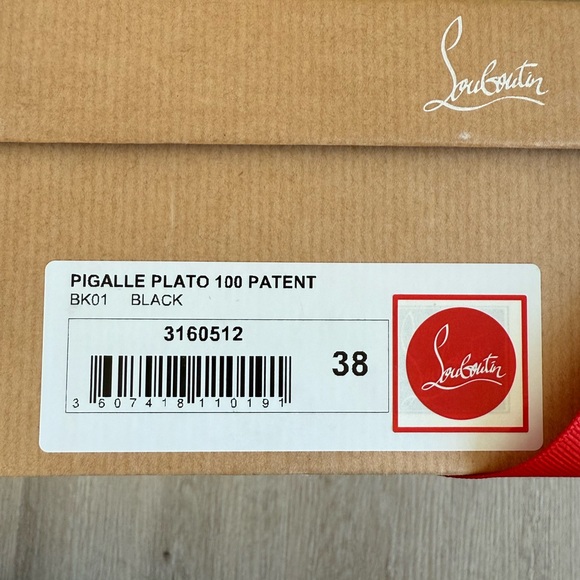 Louboutin
PIGALLE PLATO 100 PATENT
BK01 BLACK
3160512
38
3 607418 110191
Louboutin